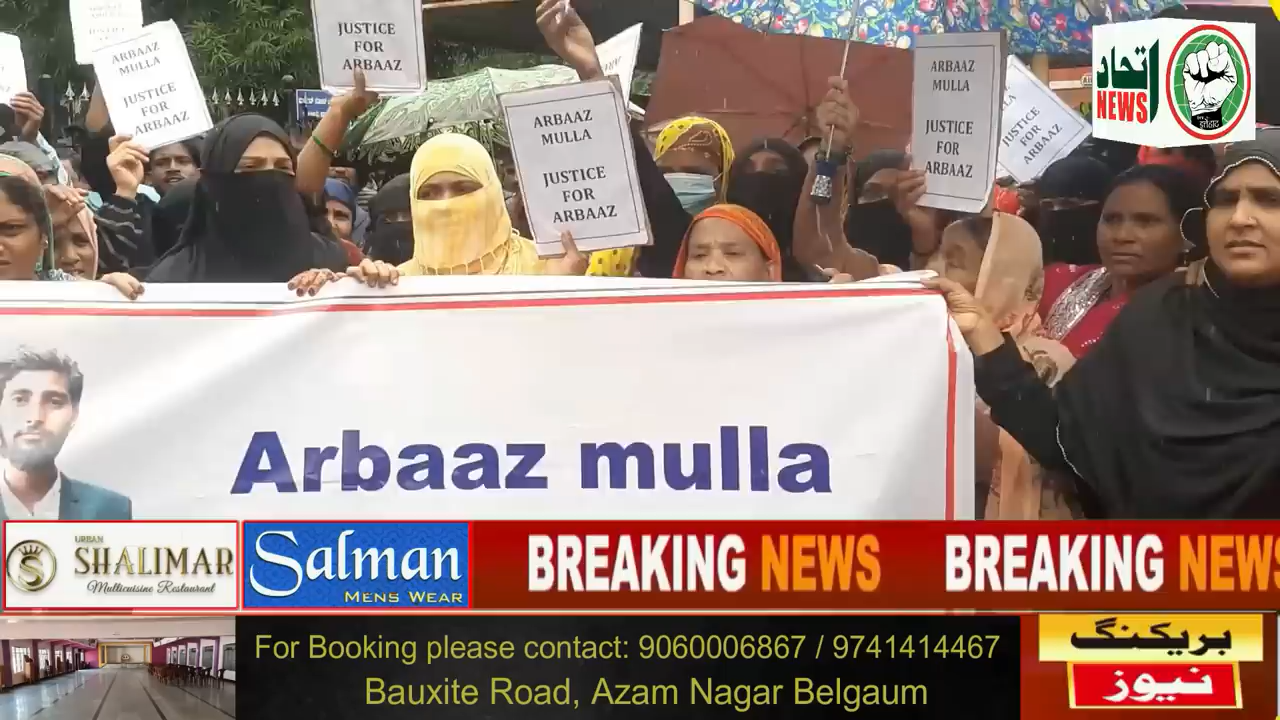 ARBAAZ
MULLA
JUSTICE
FOR
ARBAAZ
JUSTICE
FOR
ARBAAZ
ARBAAZ
MULLA
JUSTICE
FOR
ARBAAZ
ARBAAZ
MULLA
JUSTICE
FOR
ARBAAZ
JUSTICE
FOR
ARBAAZ
اتحاد
NEWS
Arbaaz mulla
URBAN
SHALIMAR
Multicuisine Restaurant
Salman
MENS WEAR
BREAKING NEWS
BREAKING NEWS
For Booking please contact: 9060006867 / 9741414467
Bauxite Road, Azam Nagar Belgaum
بریکنگ
نیوز